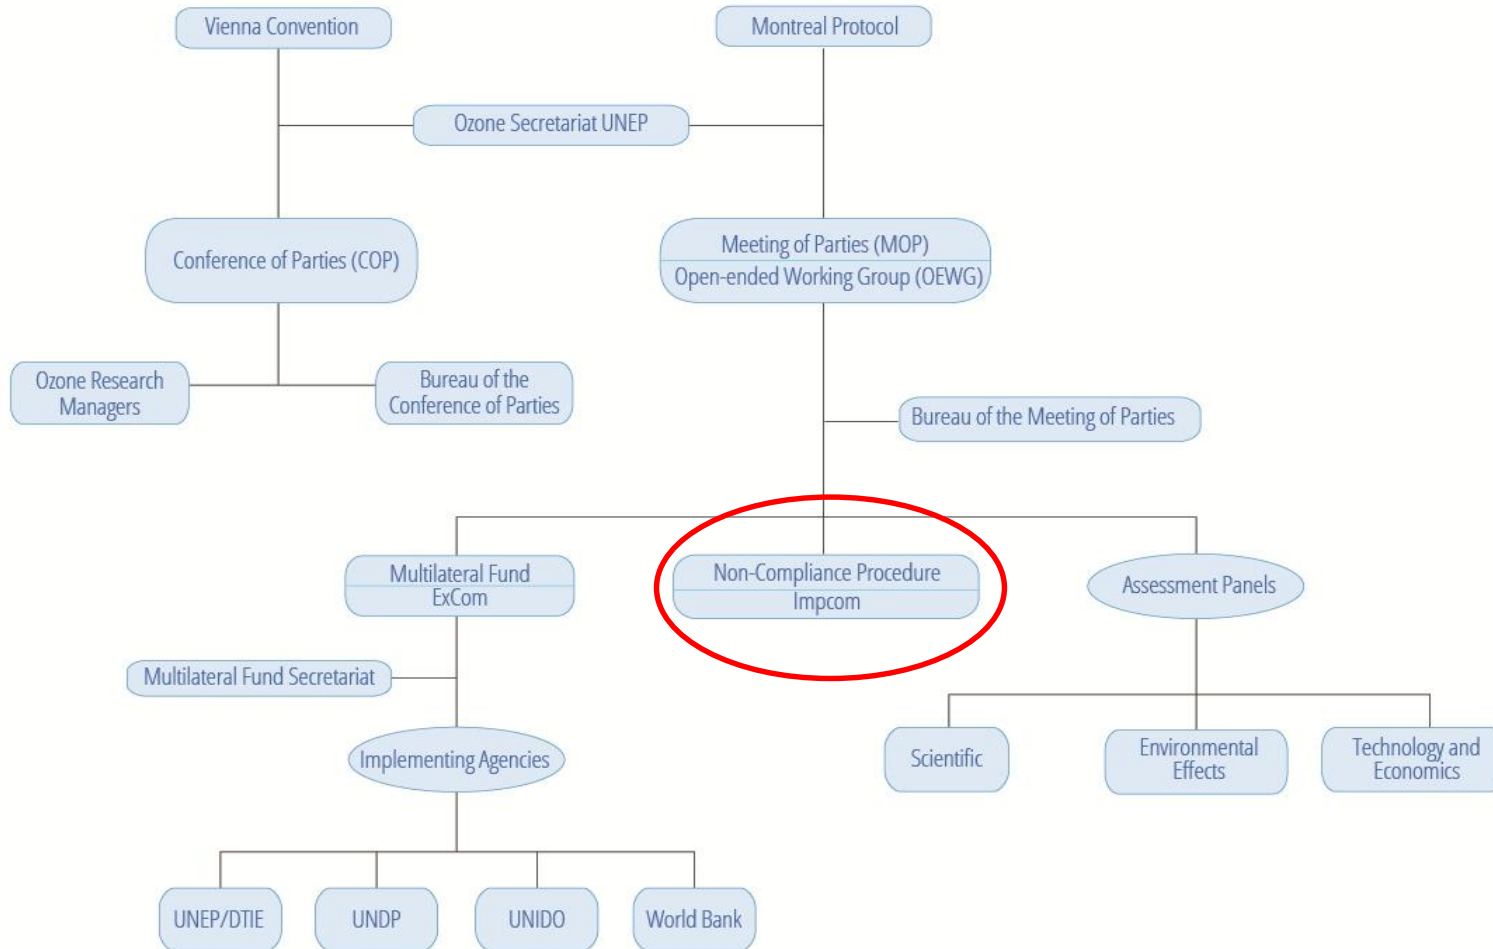 Vienna Convention
Montreal Protocol
Ozone Secretariat UNEP
Conference of Parties (COP)
Meeting of Parties (MOP)
Open-ended Working Group (OEWG)
Ozone Research
Managers
Bureau of the
Conference of Parties
Bureau of the Meeting of Parties
Multilateral Fund
ExCom
Non-Compliance Procedure
Impcom
Assessment Panels
Multilateral Fund Secretariat
Implementing Agencies
Scientific
Environmental
Effects
Technology and
Economics
UNEP/DTIE
UNDP
UNIDO
World Bank